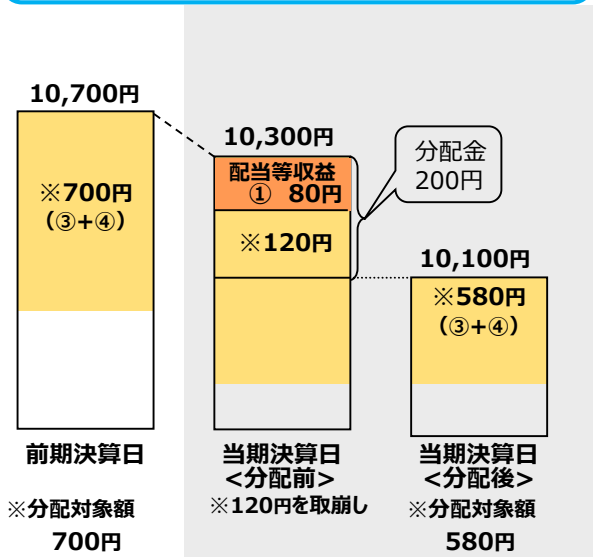 10,700円
※700円
（③+④）
前期決算日
※分配対象額
700円
10,300円
配当等収益
① 80円
※120円
分配金
200円
当期決算日
<分配前>
※120円を取崩し
10,100円
※580円
（③+④）
当期決算日
<分配後>
※分配対象額
580円